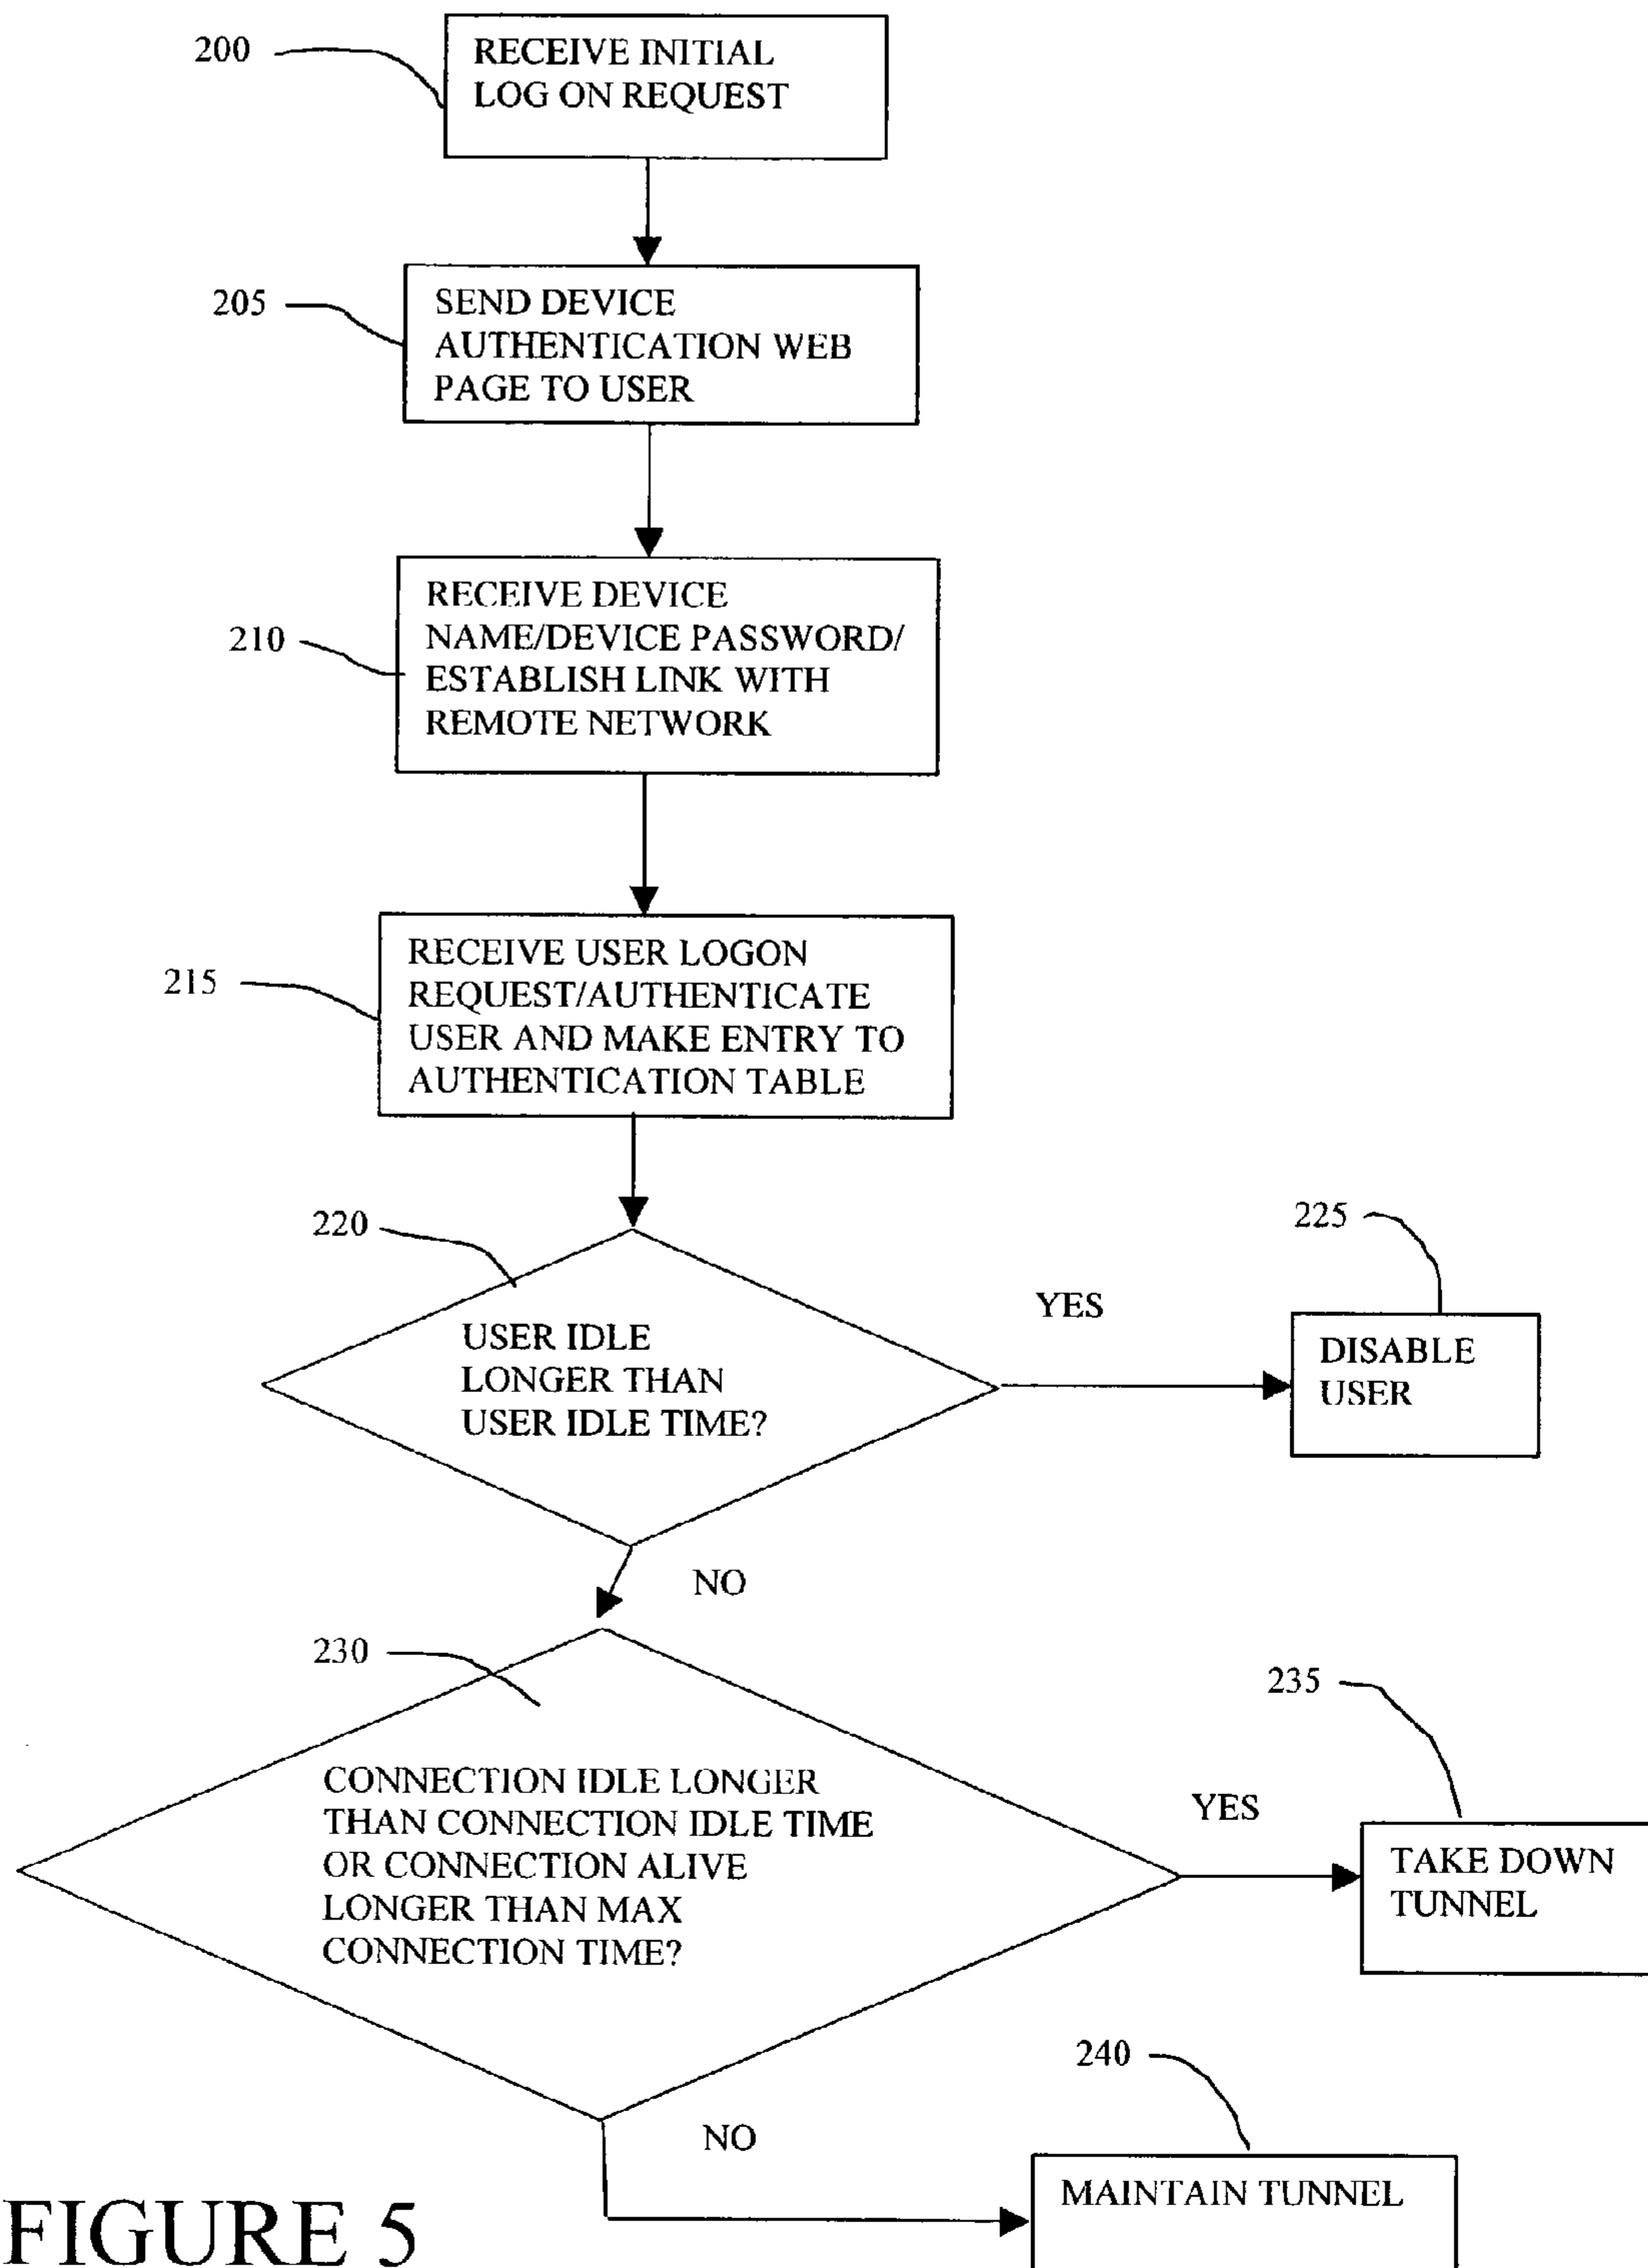 200
RECEIVE INITIAL
LOG ON REQUEST
205
SEND DEVICE
AUTHENTICATION WEB
PAGE TO USER
210
RECEIVE DEVICE
NAME/DEVICE PASSWORD/
ESTABLISH LINK WITH
REMOTE NETWORK
215
RECEIVE USER LOGON
REQUEST/AUTHENTICATE
USER AND MAKE ENTRY TO
AUTHENTICATION TABLE
220
USER IDLE
LONGER THAN
USER IDLE TIME?
YES
225
DISABLE
USER
NO
230
CONNECTION IDLE LONGER
THAN CONNECTION IDLE TIME
OR CONNECTION ALIVE
LONGER THAN MAX
CONNECTION TIME?
YES
235
TAKE DOWN
TUNNEL
NO
240
MAINTAIN TUNNEL
FIGURE 5